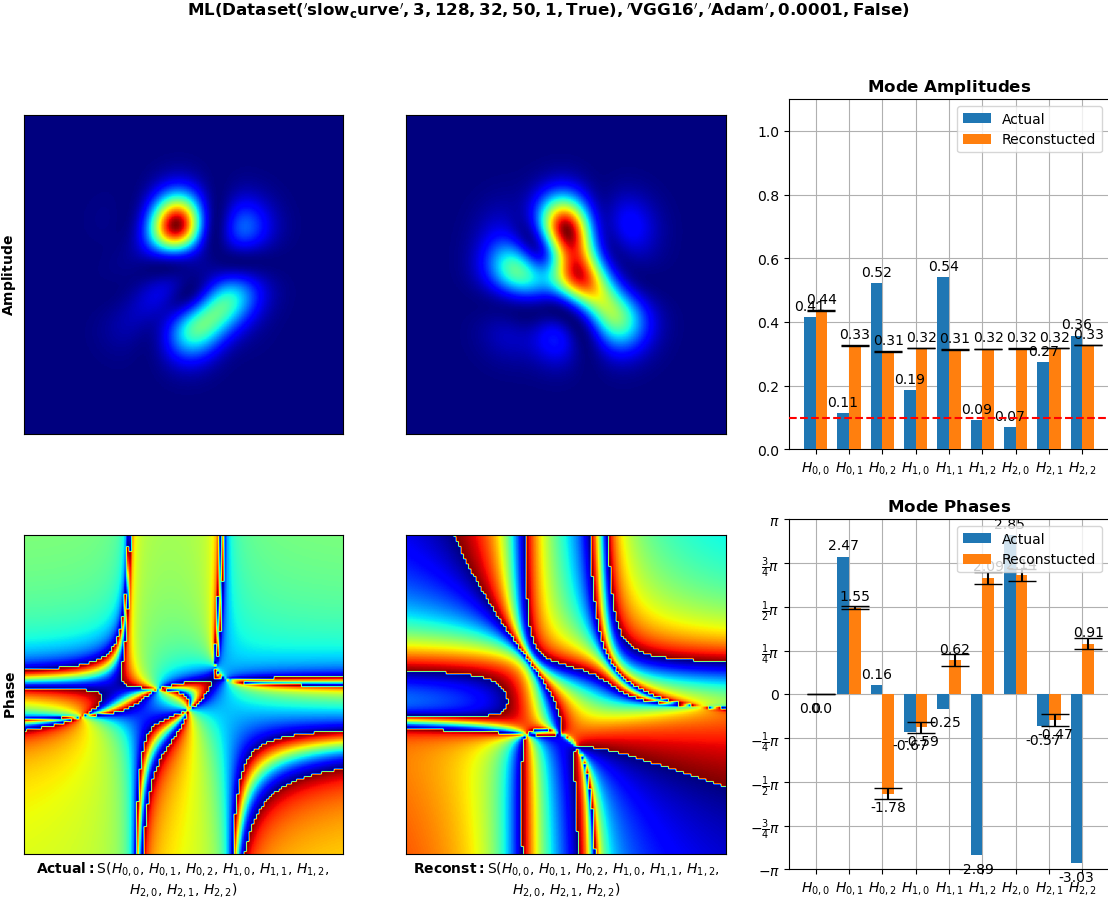 ML(Dataset('slow_curve', 3, 128, 32, 50, 1, True), 'VGG16', 'Adam', 0.0001, False)
Amplitude
Mode Amplitudes
Actual
Reconstucted
1.0
0.8
0.6
0.4
0.2
0.0
0.41
0.44
0.11
0.33
0.52
0.31
0.19
0.32
0.54
0.31
0.09
0.32
0.07
0.32
0.27
0.32
0.36
0.33
H0,0 H0,1 H0,2 H1,0 H1,1 H1,2 H2,0 H2,1 H2,2
Phase
Actual: S(H0,0, H0,1, H0,2, H1,0, H1,1, H1,2,
H2,0, H2,1, H2,2)
Reconst: S(H0,0, H0,1, H0,2, H1,0, H1,1, H1,2,
H2,0, H2,1, H2,2)
Mode Phases
Actual
Reconstucted
π
3/4π
1/2π
1/4π
0
−1/4π
−1/2π
−3/4π
−π
0.0
0.0
2.47
1.55
0.16
-1.78
-0.67
-0.59
-0.25
0.62
-2.89
2.09
2.85
-0.57
-0.47
-3.03
0.91
H0,0 H0,1 H0,2 H1,0 H1,1 H1,2 H2,0 H2,1 H2,2